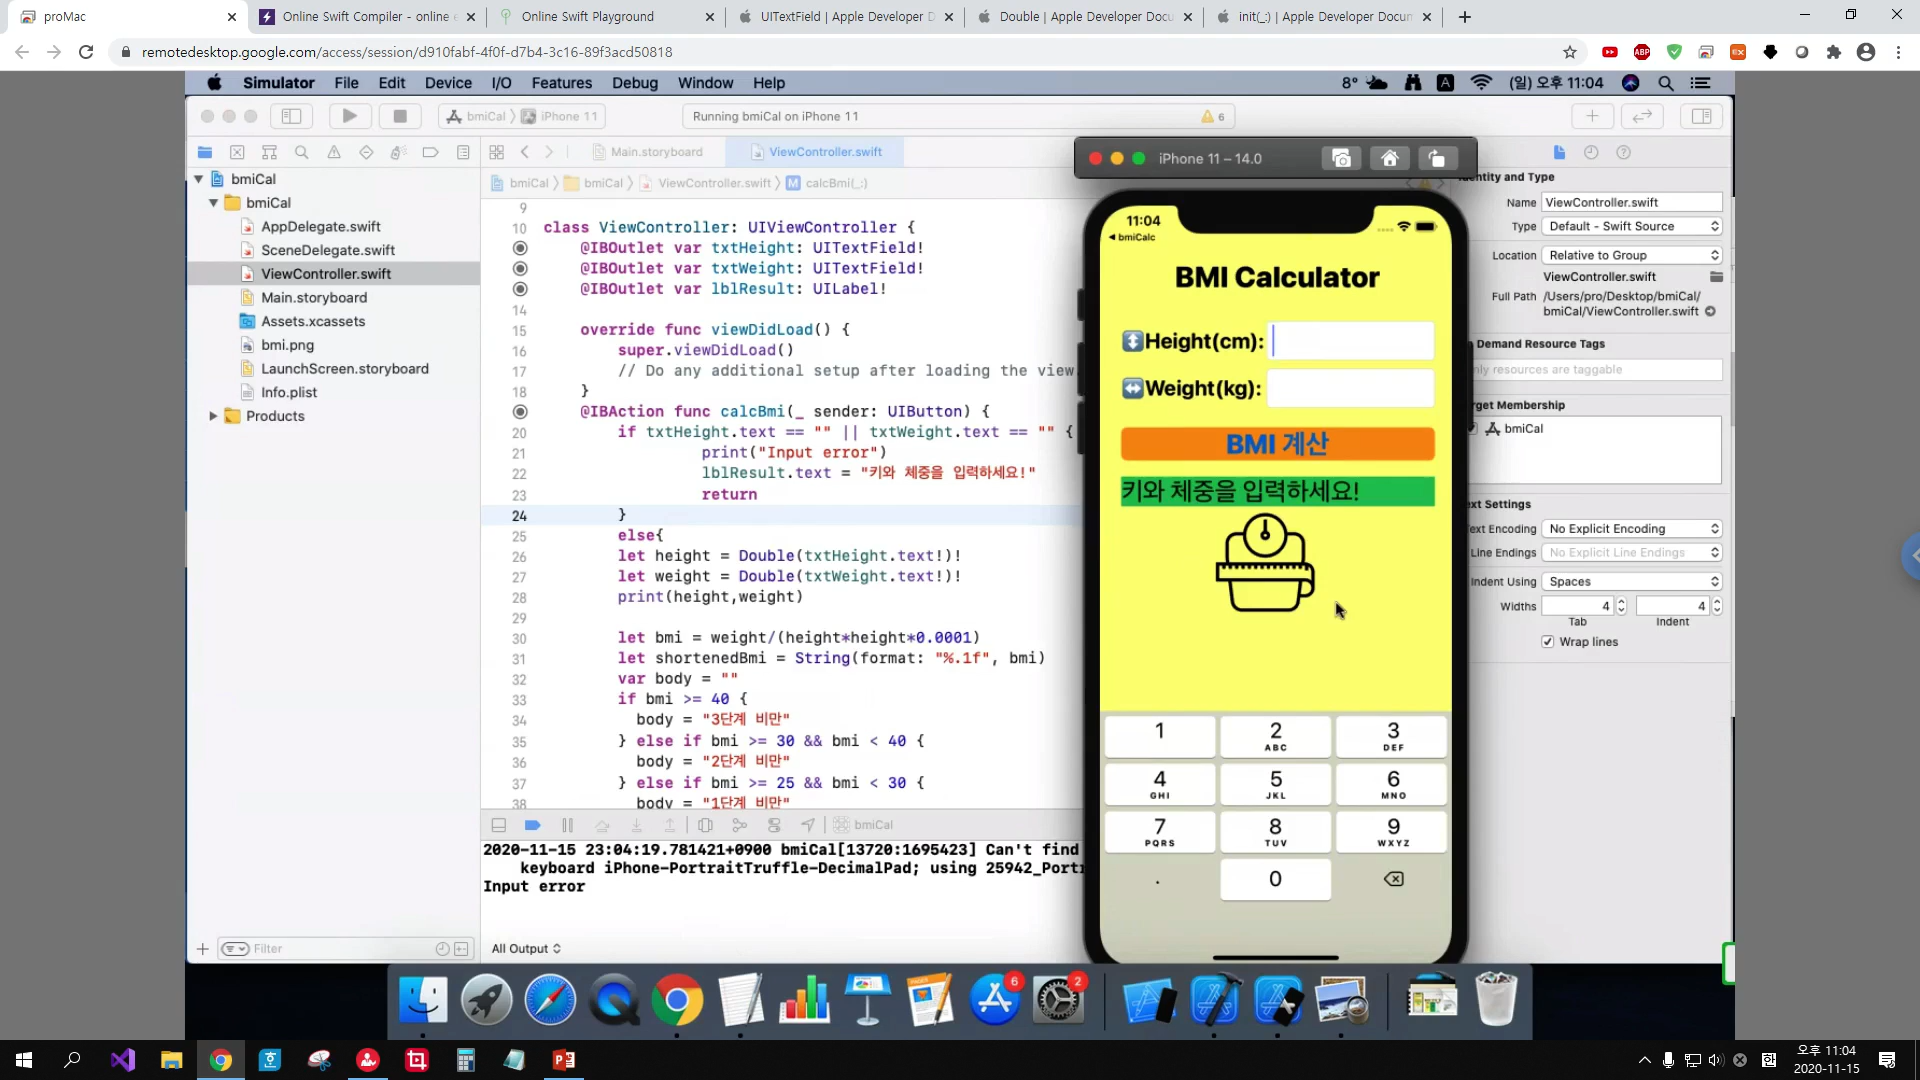 proMac
Online Swift Compiler - online e
Online Swift Playground
UITextField | Apple Developer D
Double | Apple Developer Docu
init(_:) | Apple Developer Docum
remotedesktop.google.com/access/session/d910fabf-4f0f-d7b4-3c16-89f3acd50818
Simulator File Edit Device I/O Features Debug Window Help
8° A (일) 오후 11:04
bmiCal iPhone 11
Running bmiCal on iPhone 11
6
Main.storyboard
ViewController.swift
iPhone 11 – 14.0
bmiCal
bmiCal
AppDelegate.swift
SceneDelegate.swift
ViewController.swift
Main.storyboard
Assets.xcassets
bmi.png
LaunchScreen.storyboard
Info.plist
Products
Filter
bmiCal bmiCal ViewController.swift M calcBmi(_:)
9
10 class ViewController: UIViewController {
@IBOutlet var txtHeight: UITextField!
@IBOutlet var txtWeight: UITextField!
@IBOutlet var lblResult: UILabel!
14
15 override func viewDidLoad() {
16 super.viewDidLoad()
17 // Do any additional setup after loading the view.
18 }
@IBAction func calcBmi(_ sender: UIButton) {
20 if txtHeight.text == "" || txtWeight.text == "" {
21 print("Input error")
22 lblResult.text = "키와 체중을 입력하세요!"
23 return
24 }
25 else{
26 let height = Double(txtHeight.text!)!
27 let weight = Double(txtWeight.text!)!
28 print(height,weight)
29
30 let bmi = weight/(height*height*0.0001)
31 let shortenedBmi = String(format: "%.1f", bmi)
32 var body = ""
33 if bmi >= 40 {
34 body = "3단계 비만"
35 } else if bmi >= 30 && bmi < 40 {
36 body = "2단계 비만"
37 } else if bmi >= 25 && bmi < 30 {
38 body = "1단계 비만"
bmiCal
2020-11-15 23:04:19.781421+0900 bmiCal[13720:1695423] Can't find
keyboard iPhone-PortraitTruffle-DecimalPad; using 25942_Portr
Input error
All Output
11:04
bmiCalc
BMI Calculator
Height(cm):
Weight(kg):
BMI 계산
키와 체중을 입력하세요!
1 2 3
ABC DEF
4 5 6
GHI JKL MNO
7 8 9
PQRS TUV WXYZ
. 0
Identity and Type
Name ViewController.swift
Type Default - Swift Source
Location Relative to Group
ViewController.swift
Full Path /Users/pro/Desktop/bmiCal/
bmiCal/ViewController.swift
Demand Resource Tags
resources are taggable
Membership
bmiCal
Settings
Encoding No Explicit Encoding
Line Endings No Explicit Line Endings
Indent Using Spaces
Widths 4 4
Tab Indent
Wrap lines
6
2
오후 11:04
2020-11-15